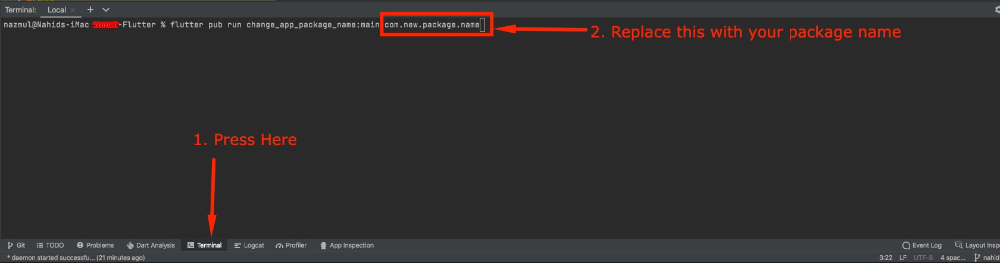 Terminal: Local × + 
nazmul@Nahids-iMac -Flutter % flutter pub run change_app_package_name:main com.new.package.name
2. Replace this with your package name
1. Press Here
Git TODO Problems Dart Analysis Terminal Logcat Profiler App Inspection Event Log Layout Insp
* daemon started successfu... (21 minutes ago) 3:22 LF UTF-8 4 spac... nahid